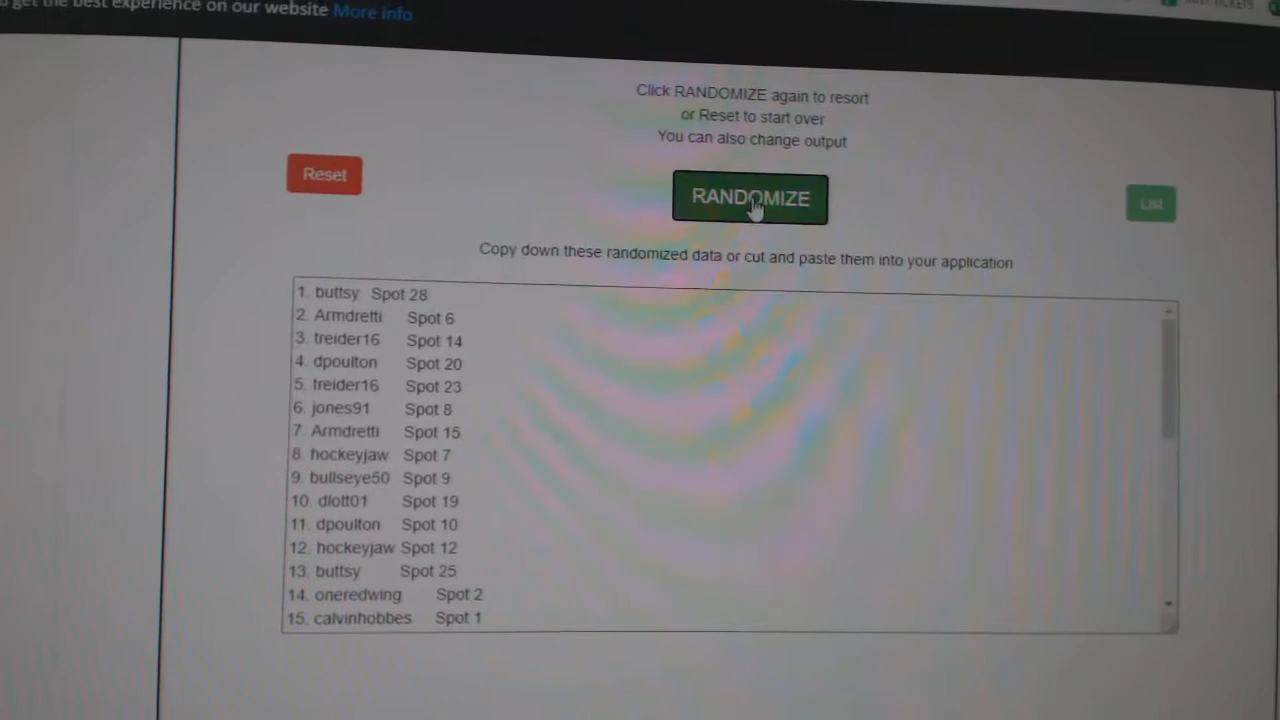 get the best experience on our website More info
Click RANDOMIZE again to resort
or Reset to start over
You can also change output
Reset
RANDOMIZE
List
Copy down these randomized data or cut and paste them into your application
1. buttsy Spot 28
2. Armdretti Spot 6
3. treider16 Spot 14
4. dpoulton Spot 20
5. treider16 Spot 23
6. jones91 Spot 8
7. Armdretti Spot 15
8. hockeyjaw Spot 7
9. bullseye50 Spot 9
10. dlott01 Spot 19
11. dpoulton Spot 10
12. hockeyjaw Spot 12
13. buttsy Spot 25
14. oneredwing Spot 2
15. calvinhobbes Spot 1